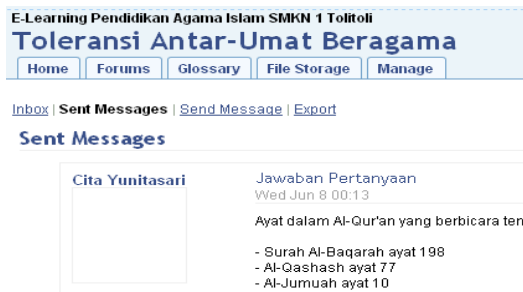 E-Learning Pendidikan Agama Islam SMKN 1 Tolitoli
Toleransi Antar-Umat Beragama
Home Forums Glossary File Storage Manage
Inbox | Sent Messages | Send Message | Export
Sent Messages
Cita Yunitasari
Jawaban Pertanyaan
Wed Jun 8 00:13
Ayat dalam Al-Qur'an yang berbicara ten
- Surah Al-Baqarah ayat 198
- Al-Qashash ayat 77
- Al-Jumuah ayat 10